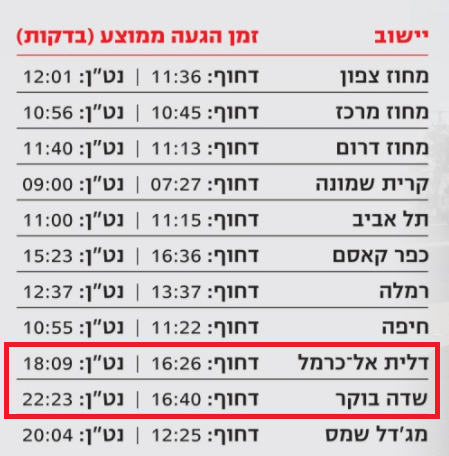 יישוב זמן הגעה ממוצע (בדקות)
מחוז צפון דחוף: 11:36 | נט"ן: 12:01
מחוז מרכז דחוף: 10:45 | נט"ן: 10:56
מחוז דרום דחוף: 11:13 | נט"ן: 11:40
קרית שמונה דחוף: 07:27 | נט"ן: 09:00
תל אביב דחוף: 11:15 | נט"ן: 11:00
כפר קאסם דחוף: 16:36 | נט"ן: 15:23
רמלה דחוף: 13:37 | נט"ן: 12:37
חיפה דחוף: 11:22 | נט"ן: 10:55
דלית אל־כרמל דחוף: 16:26 | נט"ן: 18:09
שדה בוקר דחוף: 16:40 | נט"ן: 22:23
מג'דל שמס דחוף: 12:25 | נט"ן: 20:04